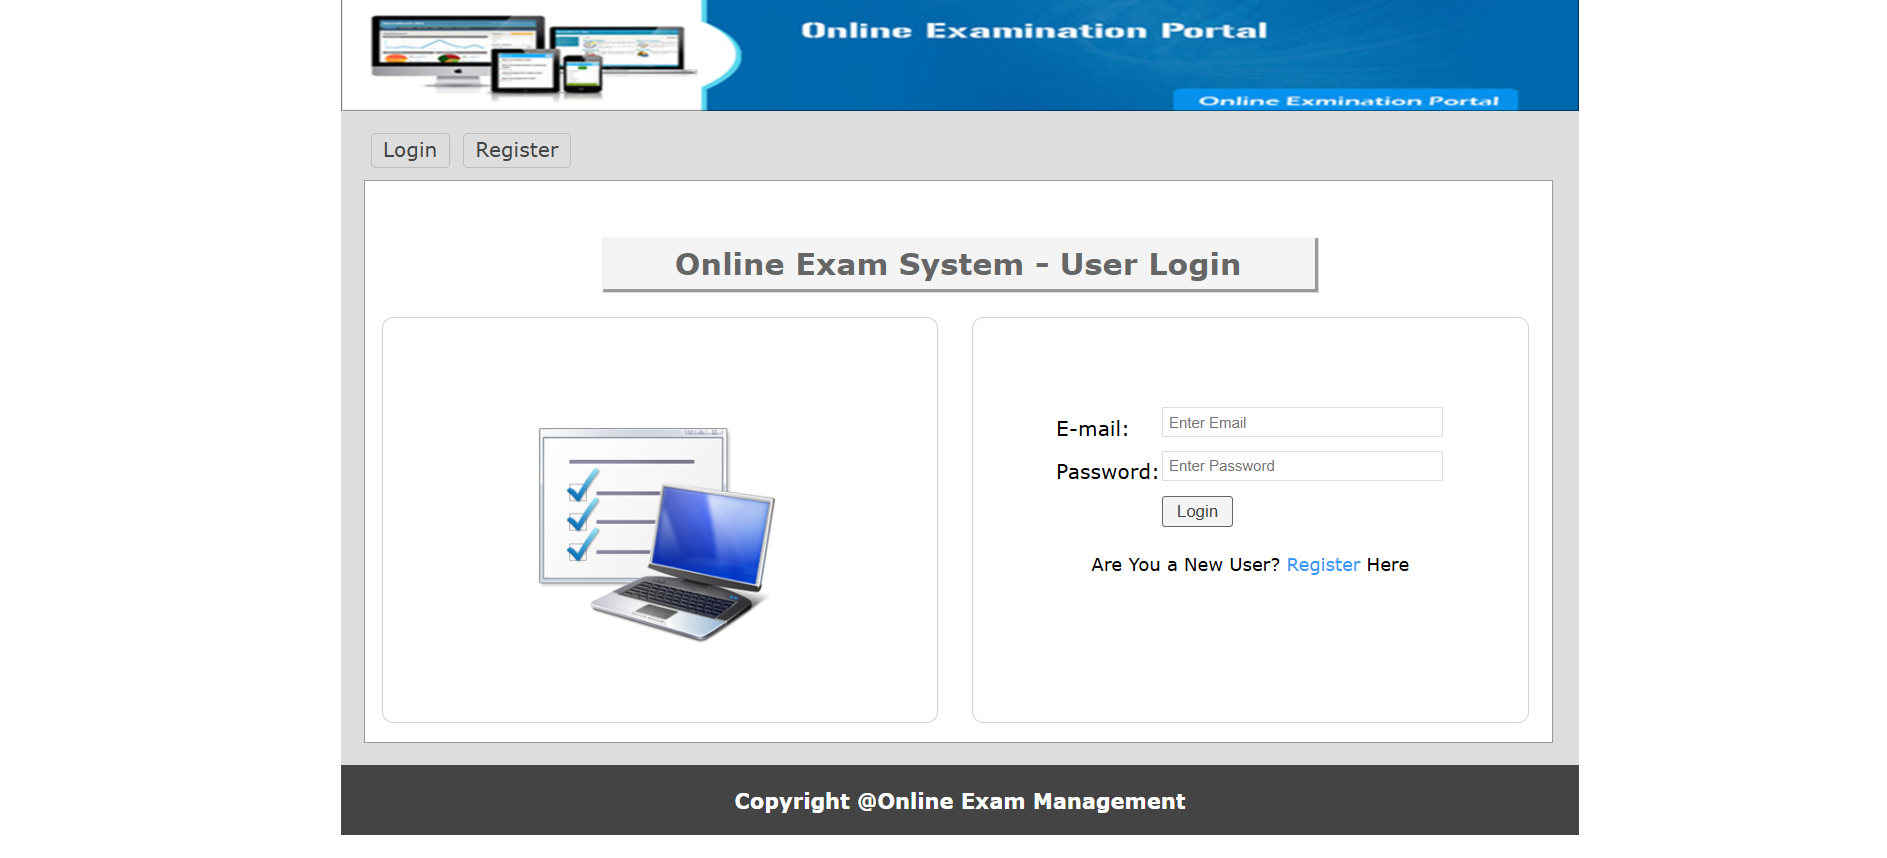 Online Examination Portal
Online Exmination Portal
Login Register
Online Exam System - User Login
E-mail: Enter Email
Password: Enter Password
Login
Are You a New User? Register Here
Copyright @Online Exam Management